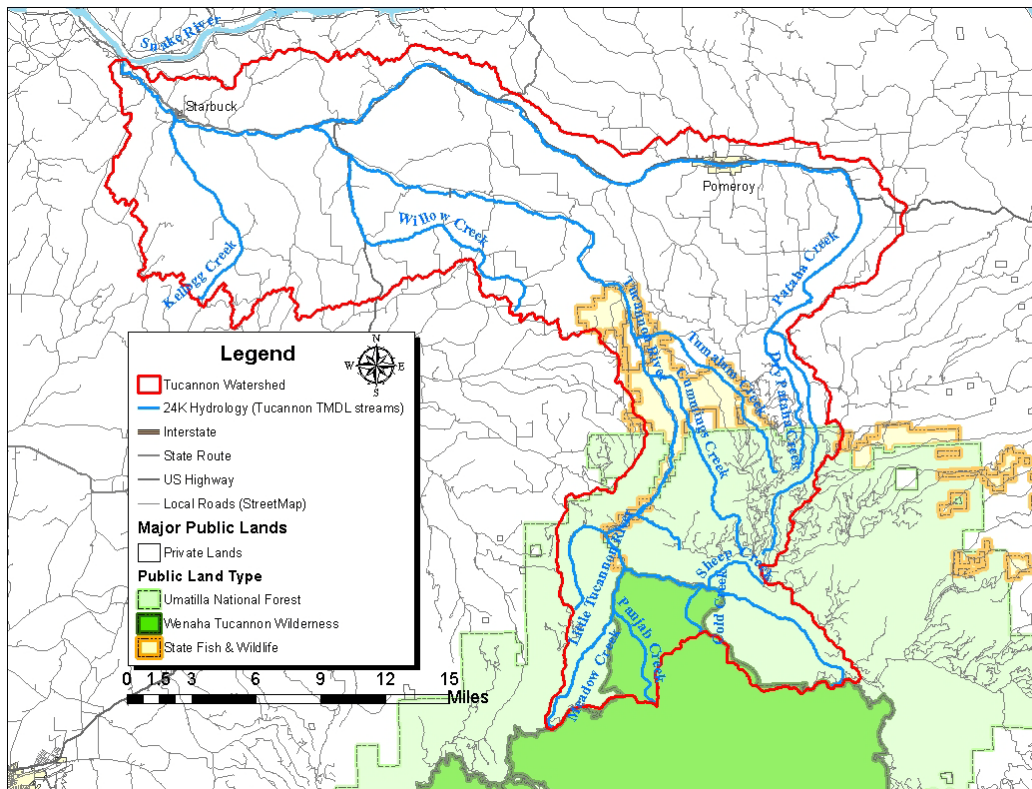 Snake River
Starbuck
Pomeroy
Willow Creek
Kellogg Creek
Pataha Creek
Tucannon River
Tumalum Creek
Dry Pataha Creek
Cummings Creek
Legend
N
W E
S
Tucannon Watershed
24K Hydrology (Tucannon TMDL streams)
Interstate
State Route
US Highway
Local Roads (StreetMap)
Major Public Lands
Private Lands
Public Land Type
Umatilla National Forest
Wenaha Tucannon Wilderness
State Fish & Wildlife
Little Tucannon River
Sheep Creek
Cold Creek
Panjab Creek
Meadow Creek
0 1.5 3 6 9 12 15
Miles